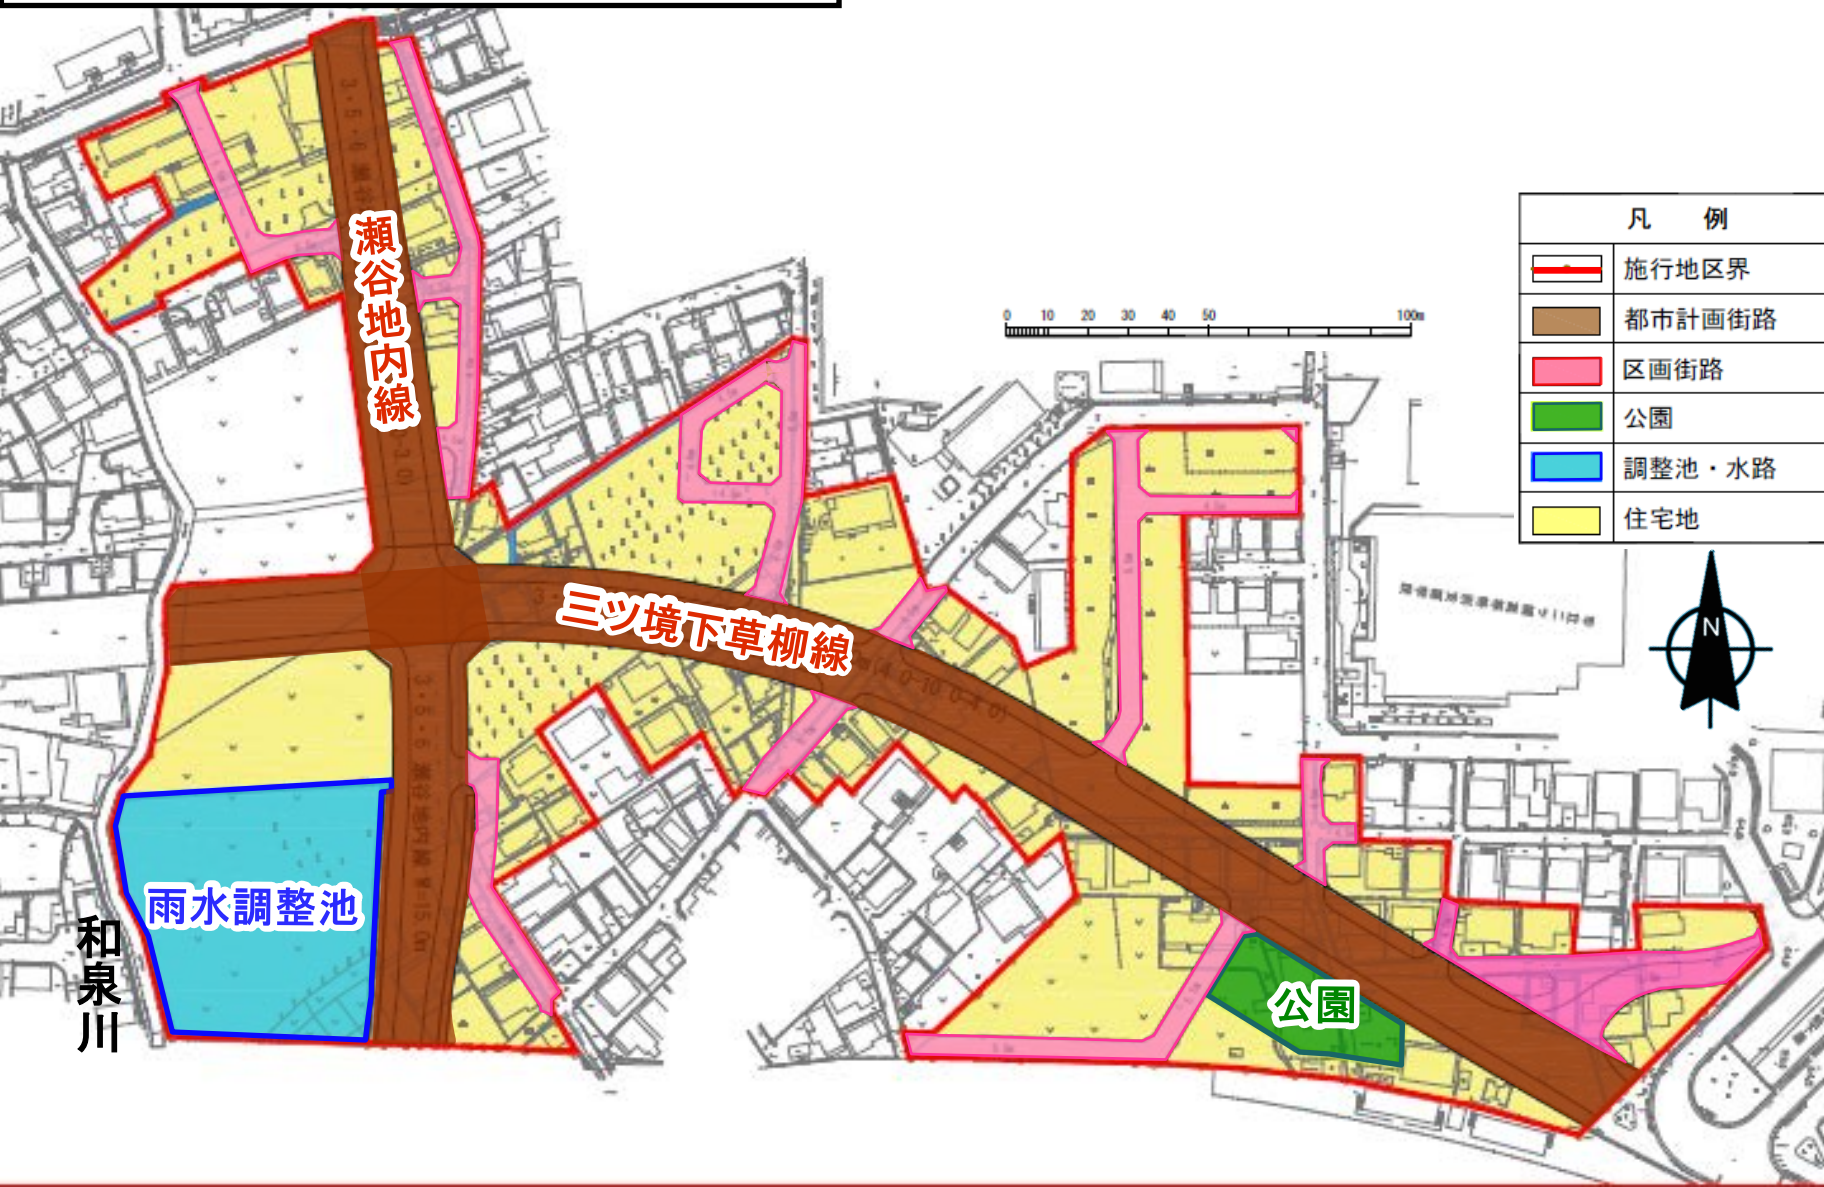 瀬谷地内線
三ツ境下草柳線
雨水調整池
和泉川
公園
0 10 20 30 40 50 100m
凡 例
施行地区界
都市計画街路
区画街路
公園
調整池・水路
住宅地
N